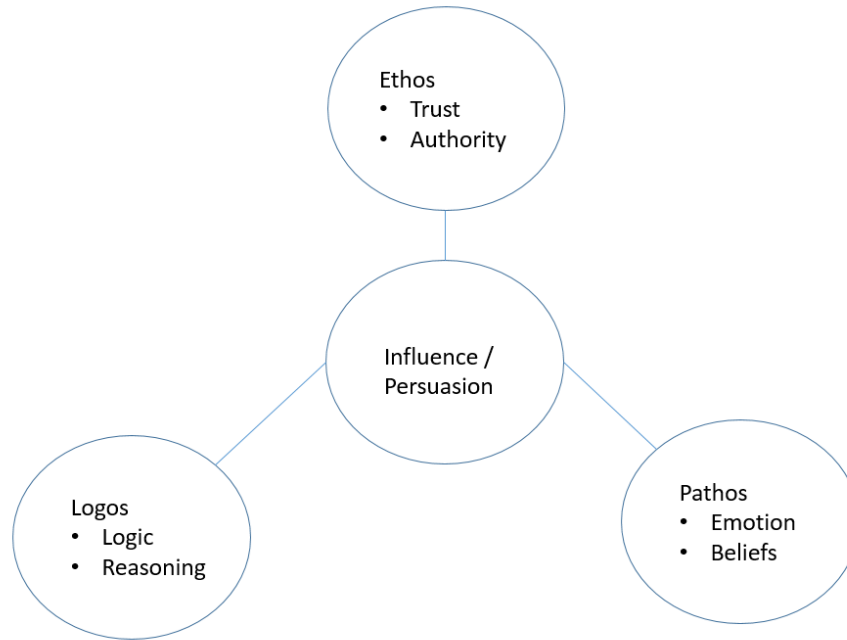 Ethos
• Trust
• Authority
Influence /
Persuasion
Logos
• Logic
• Reasoning
Pathos
• Emotion
• Beliefs